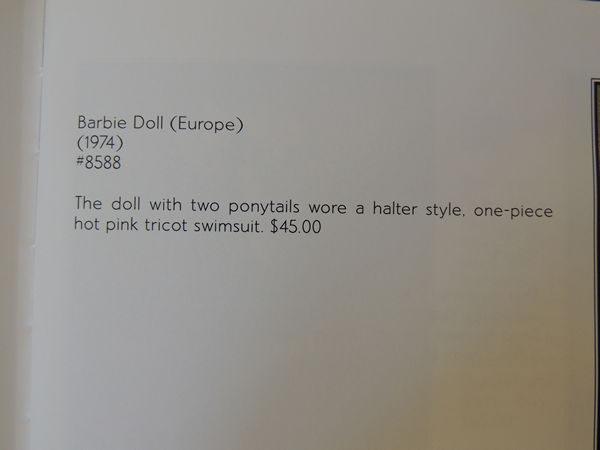 Barbie Doll (Europe)
(1974)
#8588
The doll with two ponytails wore a halter style, one-piece
hot pink tricot swimsuit. $45.00